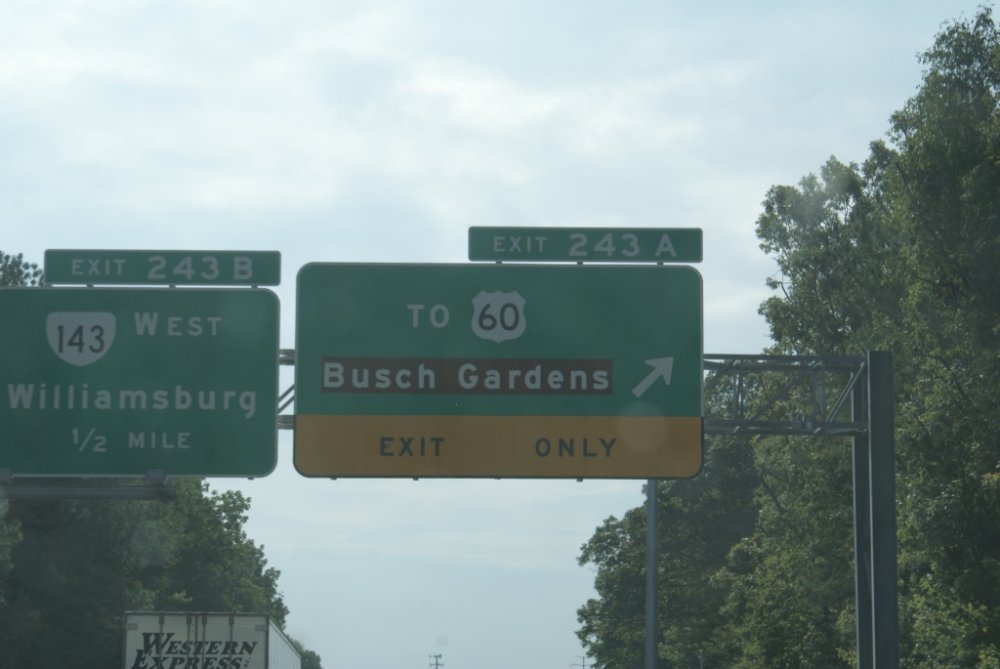 EXIT 243 B
143 WEST
Williamsburg
1/2 MILE
EXIT 243 A
TO 60
Busch Gardens
EXIT ONLY
WESTERN
EXPRESS